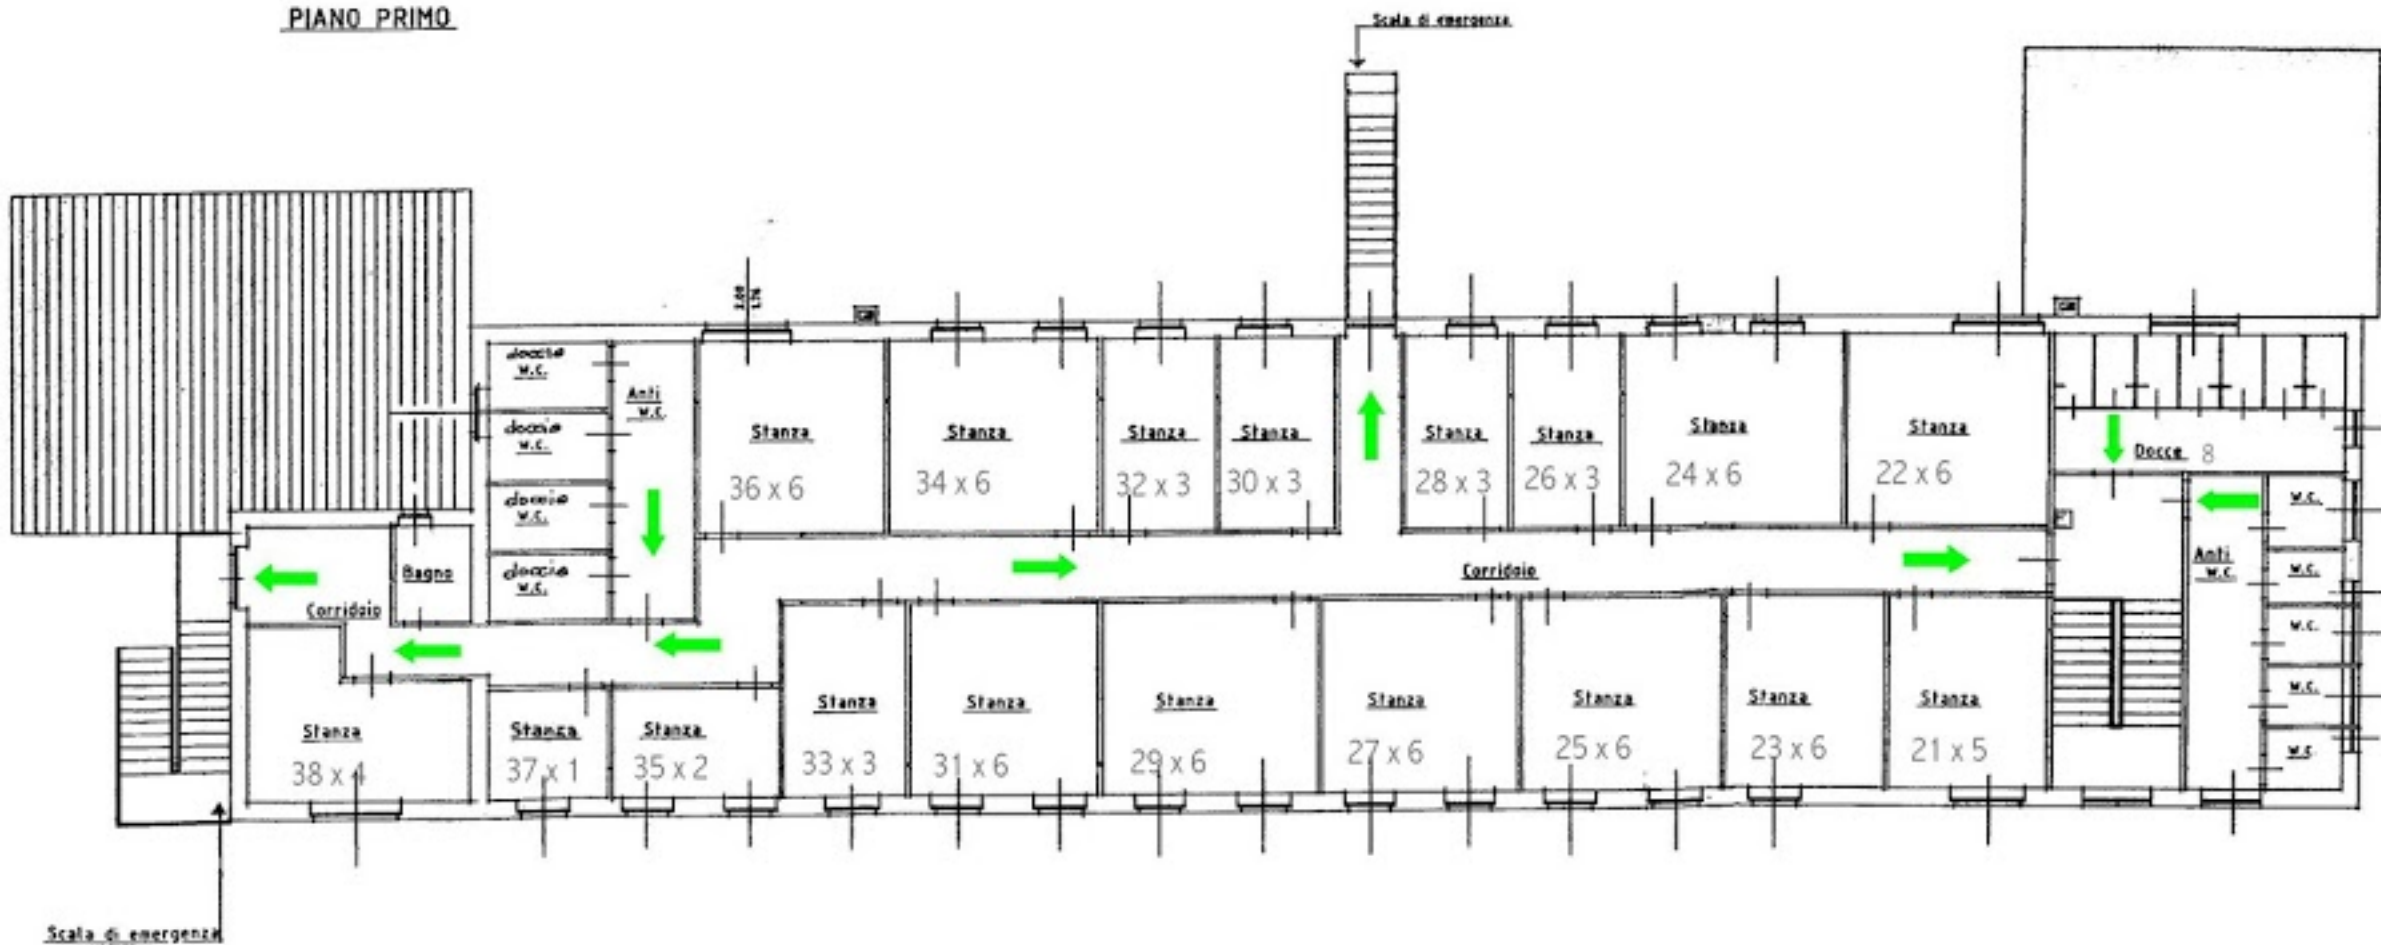 PIANO PRIMO
Scala di emergenza
doccia
w.c.
doccia
w.c.
doccia
w.c.
doccia
w.c.
Anti
w.c.
Stanza
36 x 6
Stanza
34 x 6
Stanza
32 x 3
Stanza
30 x 3
Stanza
28 x 3
Stanza
26 x 3
Stanza
24 x 6
Stanza
22 x 6
Docce 8
Bagno
Corridoio
Corridoio
Anti
w.c.
w.c.
w.c.
w.c.
w.c.
w.c.
Stanza
38 x 4
Stanza
37 x 1
Stanza
35 x 2
Stanza
33 x 3
Stanza
31 x 6
Stanza
29 x 6
Stanza
27 x 6
Stanza
25 x 6
Stanza
23 x 6
Stanza
21 x 5
Scala di emergenza